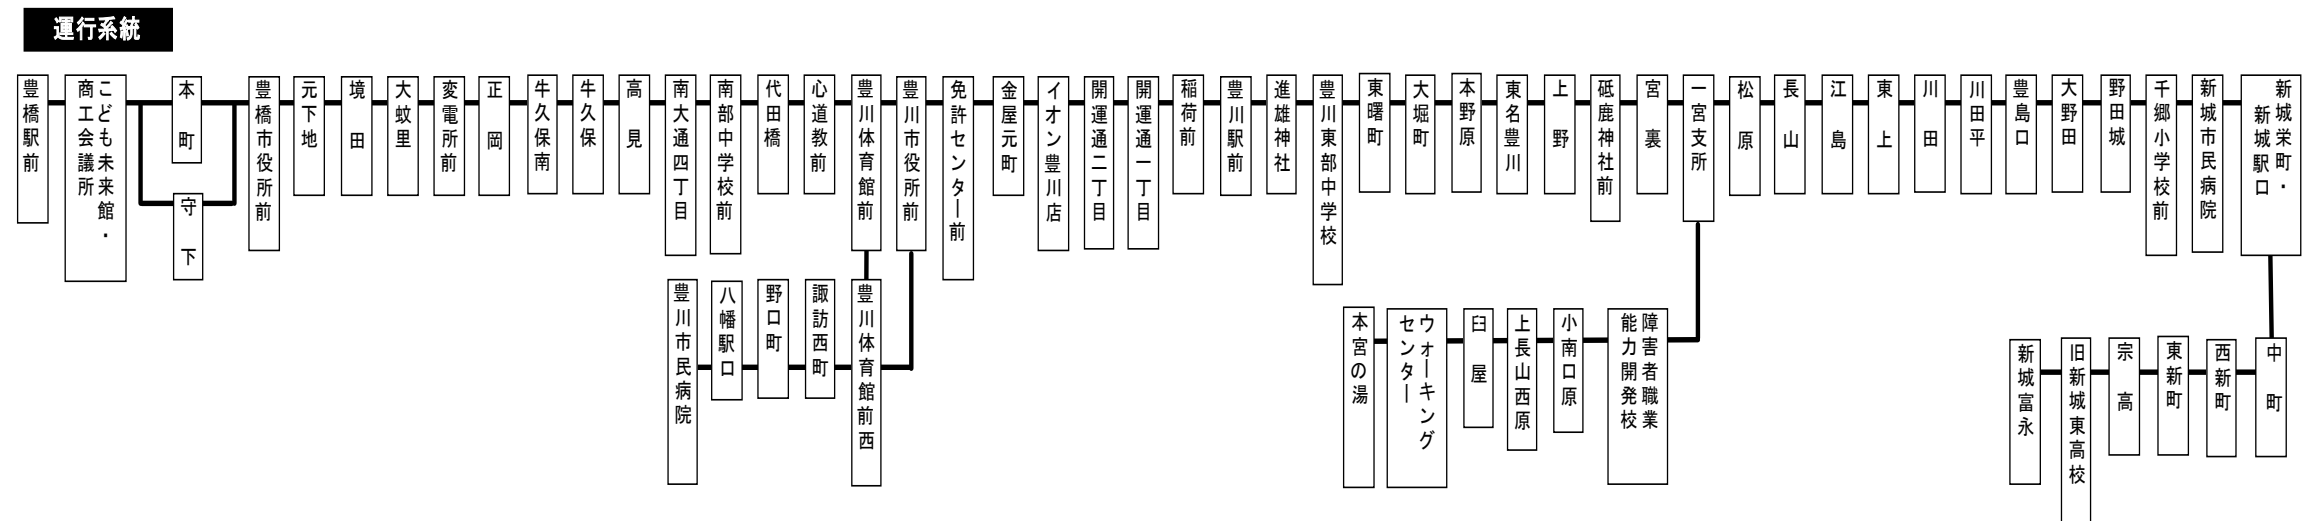 運行系統
豊橋駅前
こども未来館・
商工会議所
本町
守下
豊橋市役所前
元下地
境田
大蚊里
変電所前
正岡
牛久保南
牛久保
高見
南大通四丁目
南部中学校前
代田橋
心道教前
豊川体育館前
豊川市役所前
免許センター前
金屋元町
イオン豊川店
開運通二丁目
開運通一丁目
稲荷前
豊川駅前
進雄神社
豊川東部中学校
東曙町
大堀町
本野原
東名豊川
上野
砥鹿神社前
宮裏
一宮支所
松原
長山
江島
東上
川田
川田平
豊島口
大野田
野田城
千郷小学校前
新城市民病院
新城栄町・
新城駅口
豊川市民病院
八幡駅口
野口町
諏訪西町
豊川体育館前西
本宮の湯
ウォーキング
センター
臼屋
上長山西原
小南口原
障害者職業
能力開発校
新城富永
旧新城東高校
宗高
東新町
西新町
中町